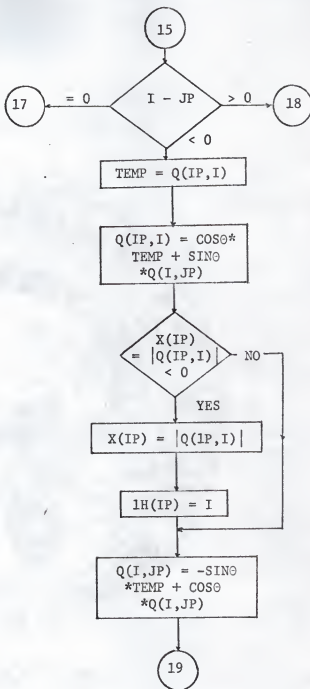 15
I - JP
17
= 0
> 0
18
< 0
TEMP = Q(IP,I)
Q(IP,I) = COSΘ*
TEMP + SINΘ
*Q(I,JP)
X(IP)
= |Q(IP,I)|
< 0
NO
YES
X(IP) = |Q(1P,I)|
1H(IP) = I
Q(I,JP) = -SINΘ
*TEMP + COSΘ
*Q(I,JP)
19